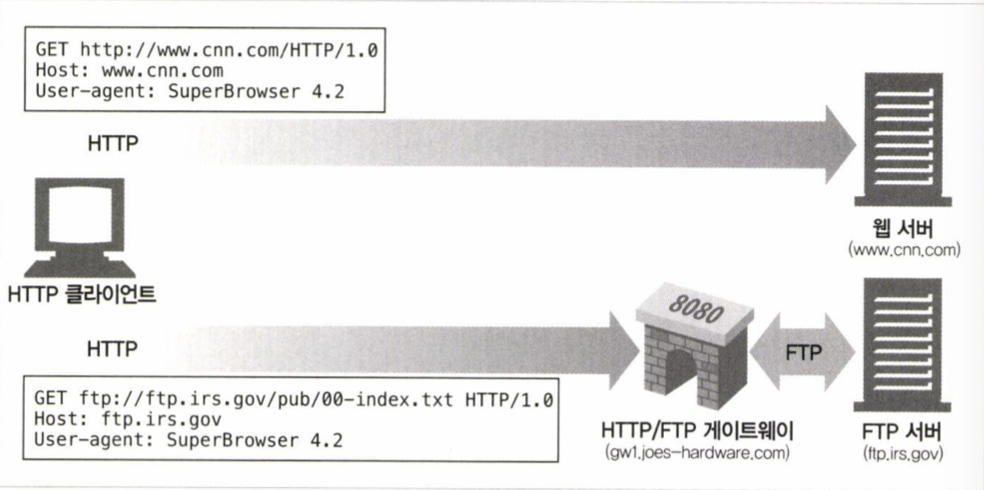 GET http://www.cnn.com/HTTP/1.0
Host: www.cnn.com
User-agent: SuperBrowser 4.2
HTTP
웹 서버
(www.cnn.com)
HTTP 클라이언트
8080
HTTP
FTP
GET ftp://ftp.irs.gov/pub/00-index.txt HTTP/1.0
Host: ftp.irs.gov
User-agent: SuperBrowser 4.2
HTTP/FTP 게이트웨이
(gw1.joes-hardware.com)
FTP 서버
(ftp.irs.gov)